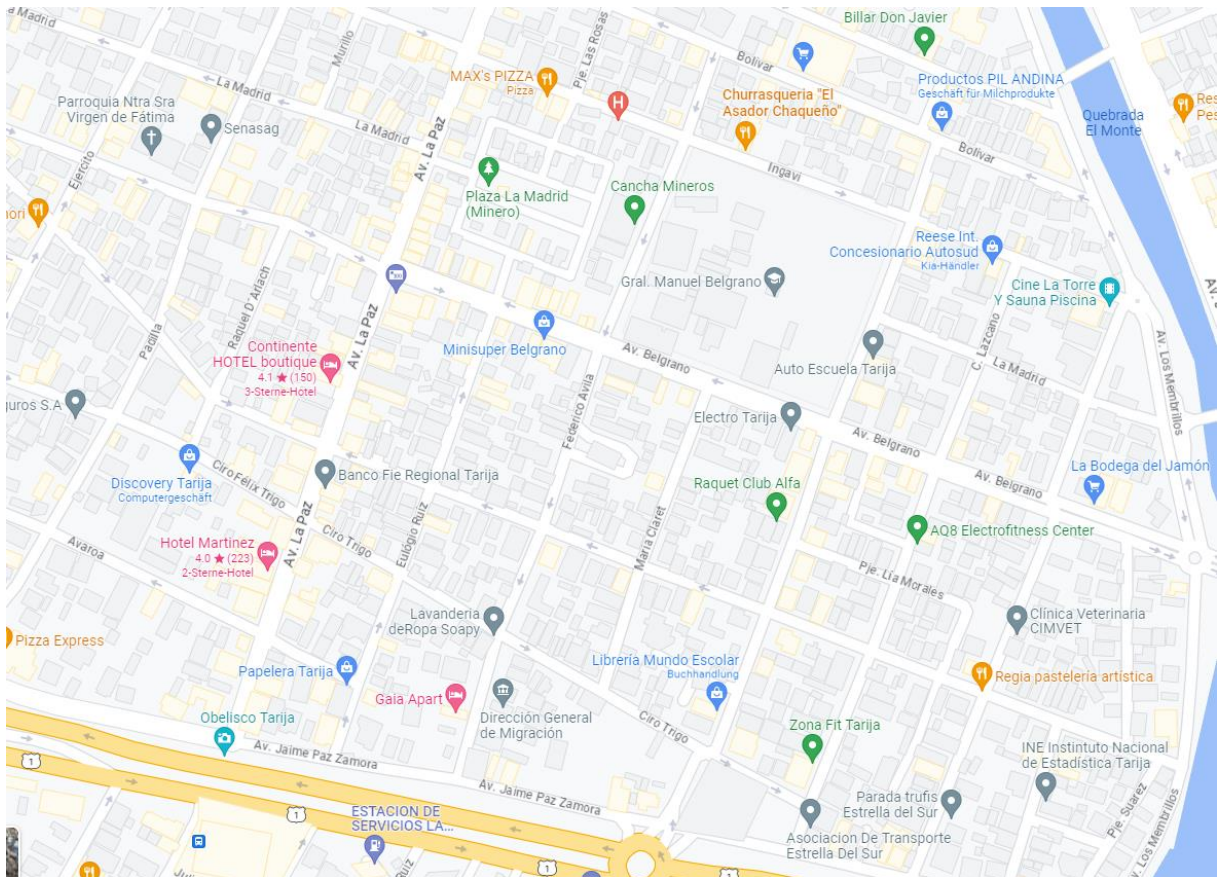 a Madrid
La Madrid
Murillo
Pje. Las Rosas
Billar Don Javier
Bolivar
MAX's PIZZA
Pizza
H
Productos PIL ANDINA
Geschäft für Milchprodukte
Churrasqueria "El
Asador Chaqueño"
Quebrada
El Monte
Res
Pes
Parroquia Ntra Sra
Virgen de Fátima
Senasag
La Madrid
Av. La Paz
Bolivar
Ingavi
Ejercito
Plaza La Madrid
(Minero)
Cancha Mineros
nori
Reese Int.
Concesionario Autosud
Kia-Händler
Gral. Manuel Belgrano
Cine La Torre
Y Sauna Piscina
Av.
Raquel D'Arlach
Padilla
Av. La Paz
Continente
HOTEL boutique
4.1 ★ (150)
3-Sterne-Hotel
Minisuper Belgrano
Av. Belgrano
Auto Escuela Tarija
C. Lazcano
La Madrid
Av. Los Membrillos
guros S.A
Federico Avila
Electro Tarija
Av. Belgrano
Discovery Tarija
Computergeschäft
Ciro Félix Trigo
Banco Fie Regional Tarija
Raquet Club Alfa
Av. Belgrano
La Bodega del Jamón
Avaroa
Hotel Martinez
4.0 ★ (223)
2-Sterne-Hotel
Av. La Paz
Ciro Trigo
Eulógio Ruiz
Maria Claret
AQ8 Electrofitness Center
Pje. Lía Morales
Pizza Express
Lavanderia
deRopa Soapy
Clínica Veterinaria
CIMVET
Papelera Tarija
Gaia Apart
Librería Mundo Escolar
Buchhandlung
Regia pastelería artística
Obelisco Tarija
Dirección General
de Migración
Ciro Trigo
Zona Fit Tarija
Av. Jaime Paz Zamora
INE Instintuto Nacional
de Estadística Tarija
1
Av. Jaime Paz Zamora
Parada trufis
Estrella del Sur
Pje. Suarez
1
ESTACION DE
SERVICIOS LA...
Asociacion De Transporte
Estrella Del Sur
v. Los Membrillos
1
1
Ruiz